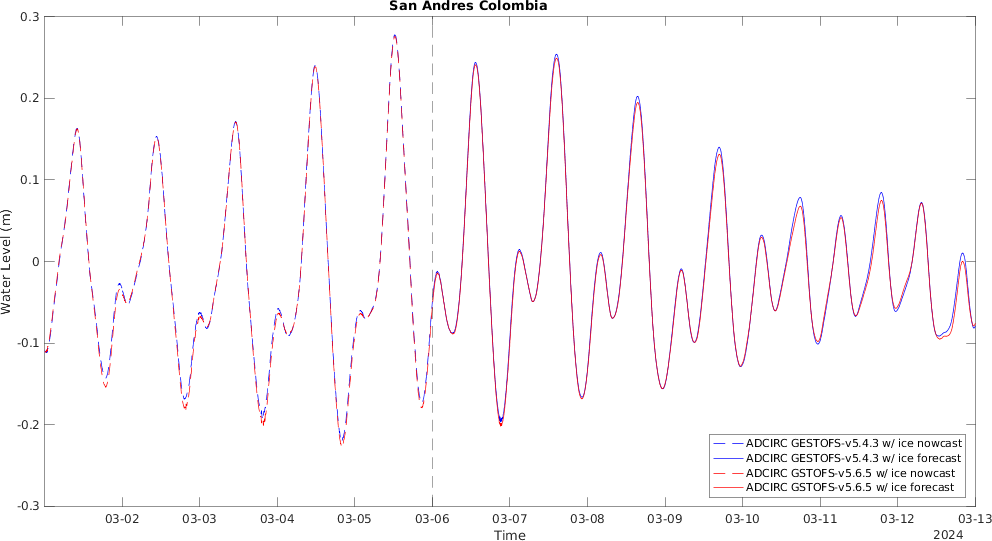 San Andres Colombia
0.3
0.2
0.1
0
-0.1
-0.2
-0.3
Water Level (m)
03-02 03-03 03-04 03-05 03-06 03-07 03-08 03-09 03-10 03-11 03-12 03-13
Time
2024
ADCIRC GESTOFS-v5.4.3 w/ ice nowcast
ADCIRC GESTOFS-v5.4.3 w/ ice forecast
ADCIRC GSTOFS-v5.6.5 w/ ice nowcast
ADCIRC GSTOFS-v5.6.5 w/ ice forecast